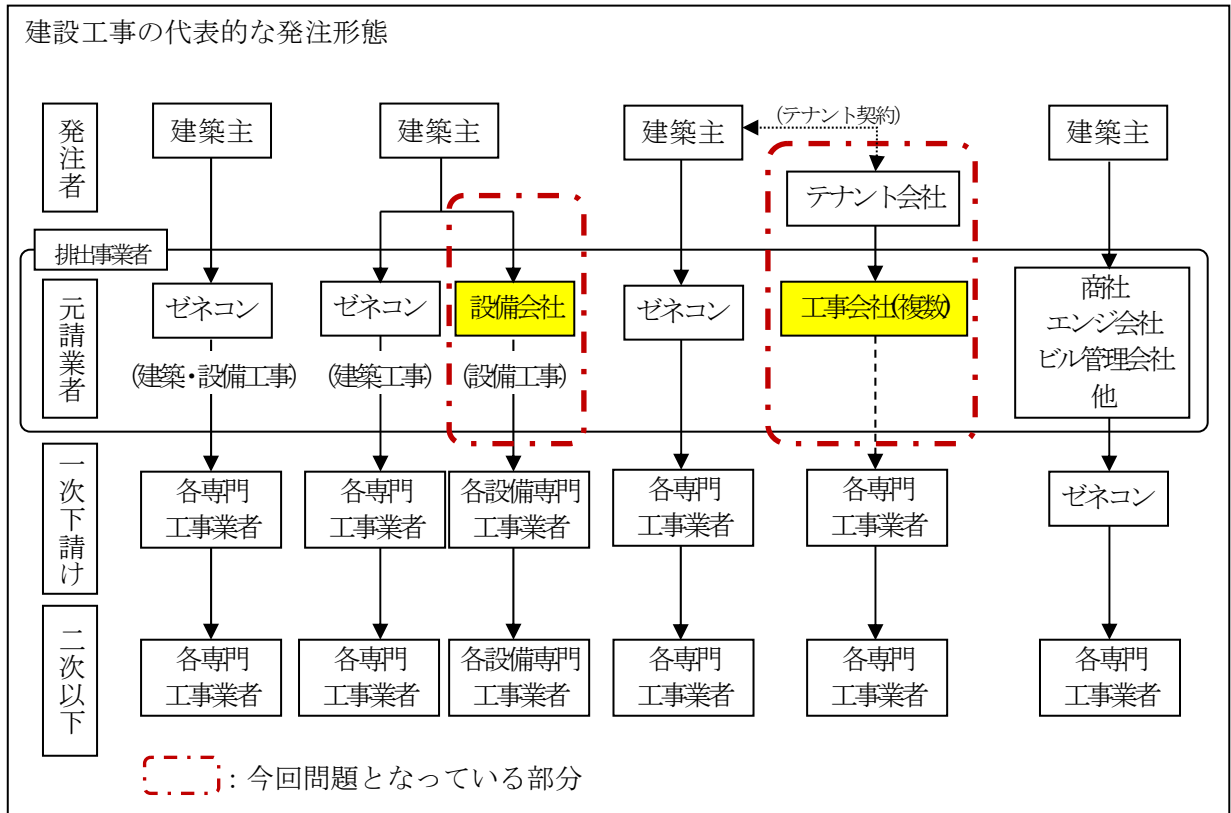 建設工事の代表的な発注形態
発注者
建築主
建築主
建築主
(テナント契約)
建築主
テナント会社
排出事業者
元請業者
ゼネコン
ゼネコン
設備会社
ゼネコン
工事会社(複数)
商社
エンジ会社
ビル管理会社
他
(建築・設備工事)
(建築工事)
(設備工事)
一次下請け
各専門
工事業者
各専門
工事業者
各設備専門
工事業者
各専門
工事業者
各専門
工事業者
ゼネコン
二次以下
各専門
工事業者
各専門
工事業者
各設備専門
工事業者
各専門
工事業者
各専門
工事業者
各専門
工事業者
：今回問題となっている部分